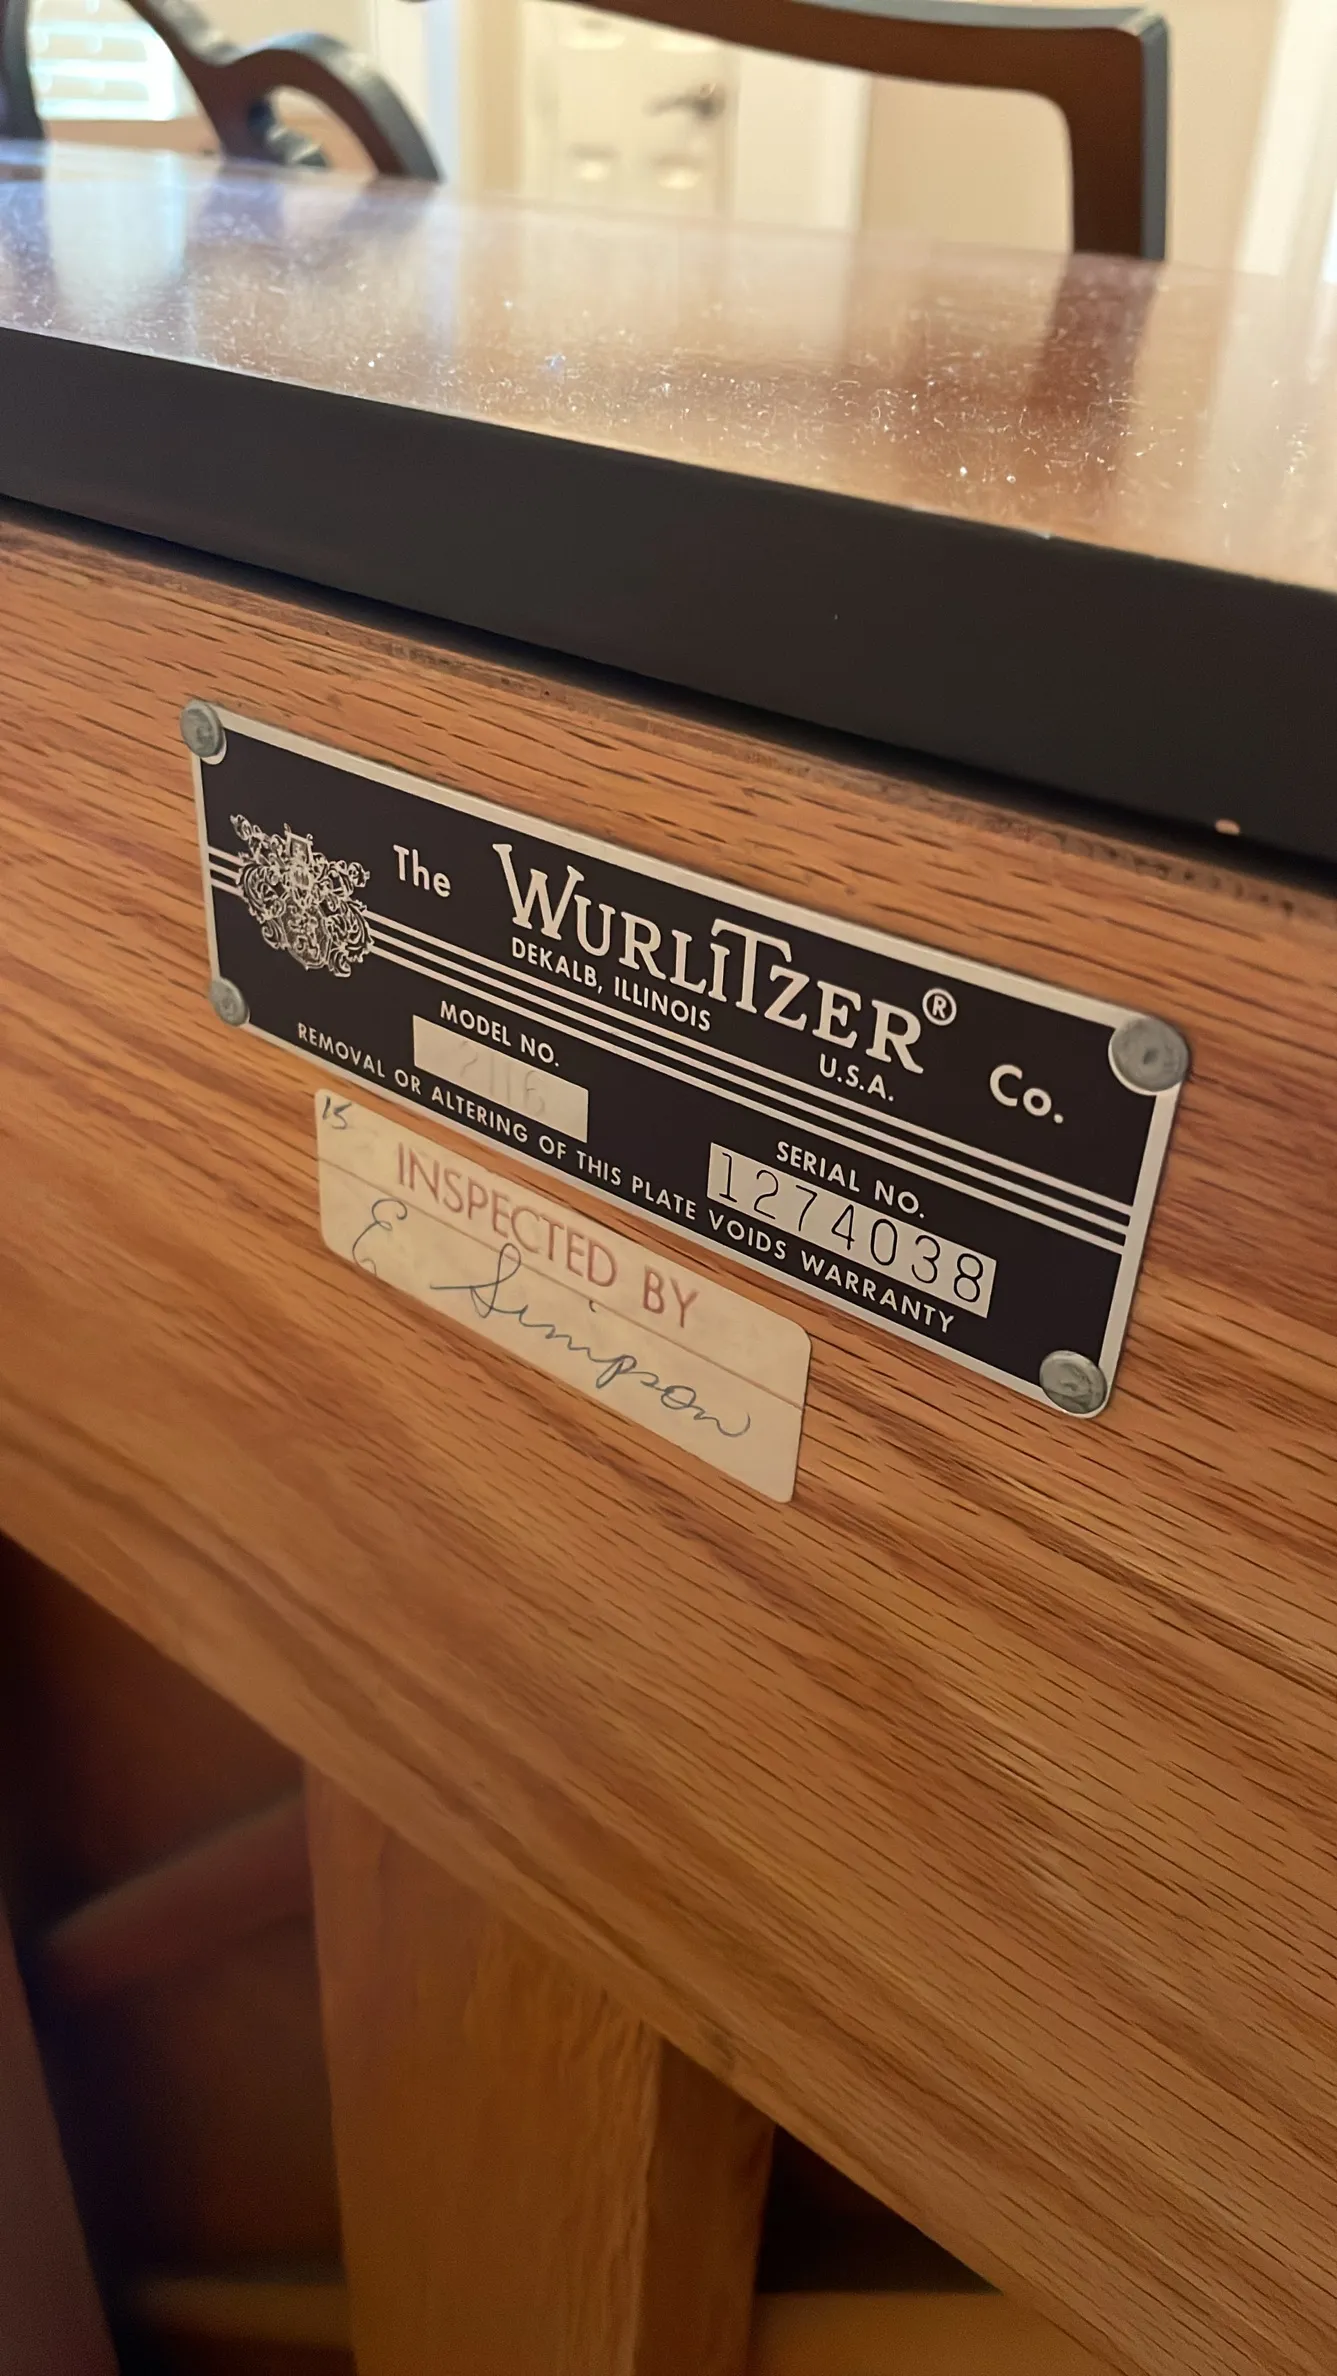 The WURLITZER® Co.
DEKALB, ILLINOIS U.S.A.
MODEL NO. SERIAL NO.
2116 1274038
REMOVAL OR ALTERING OF THIS PLATE VOIDS WARRANTY
15
INSPECTED BY
E Simpson